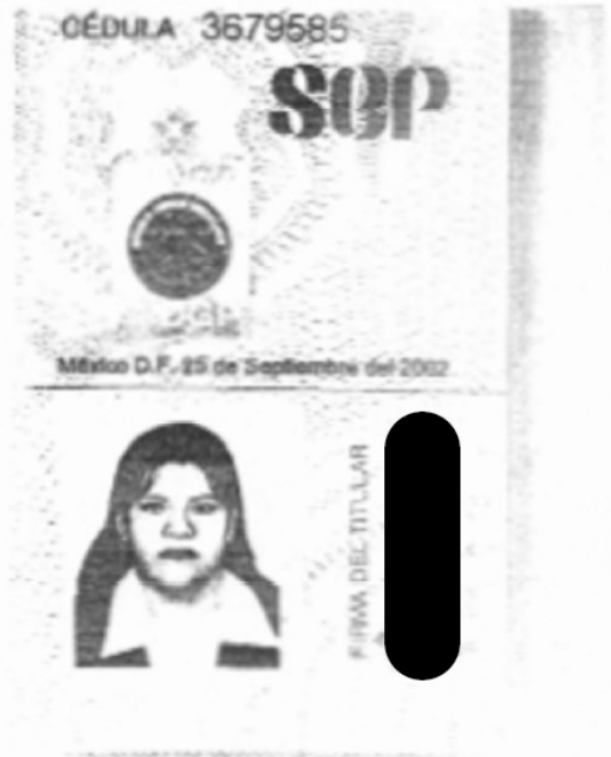 CÉDULA 3679585
SEP
México D.F. 25 de Septiembre del 2002
FIRMA DEL TITULAR